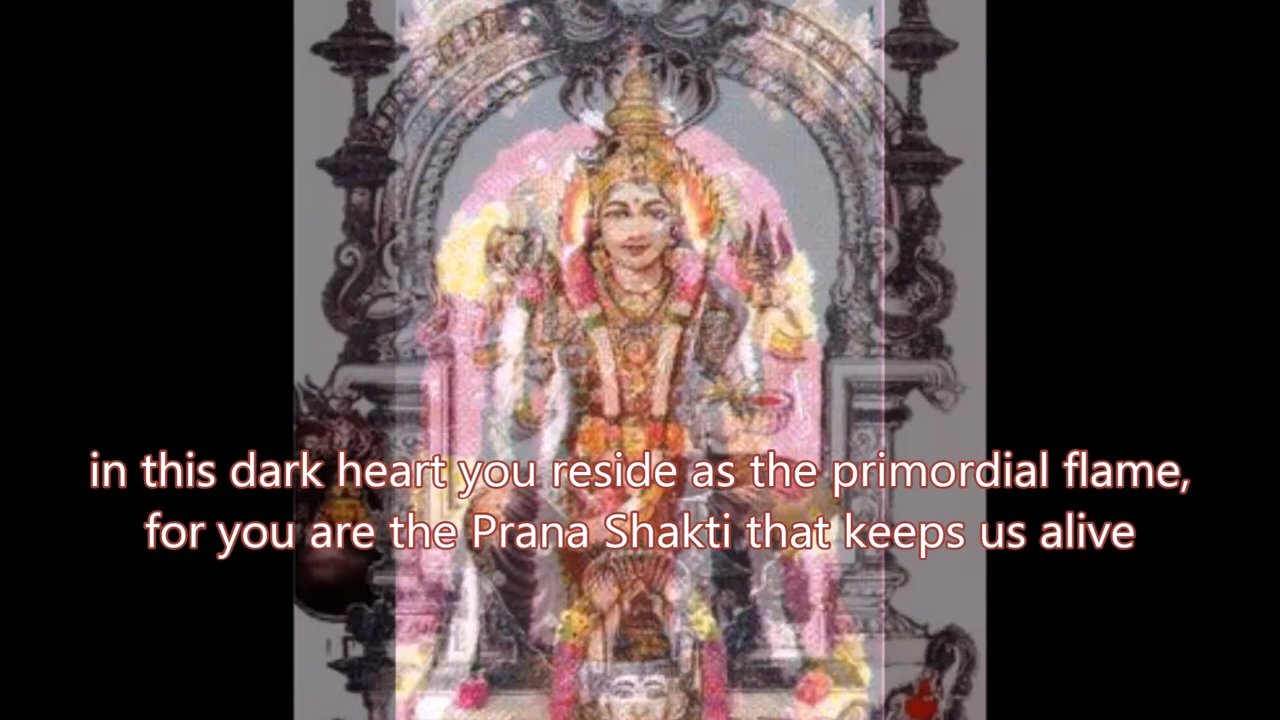 in this dark heart you reside as the primordial flame,
for you are the Prana Shakti that keeps us alive